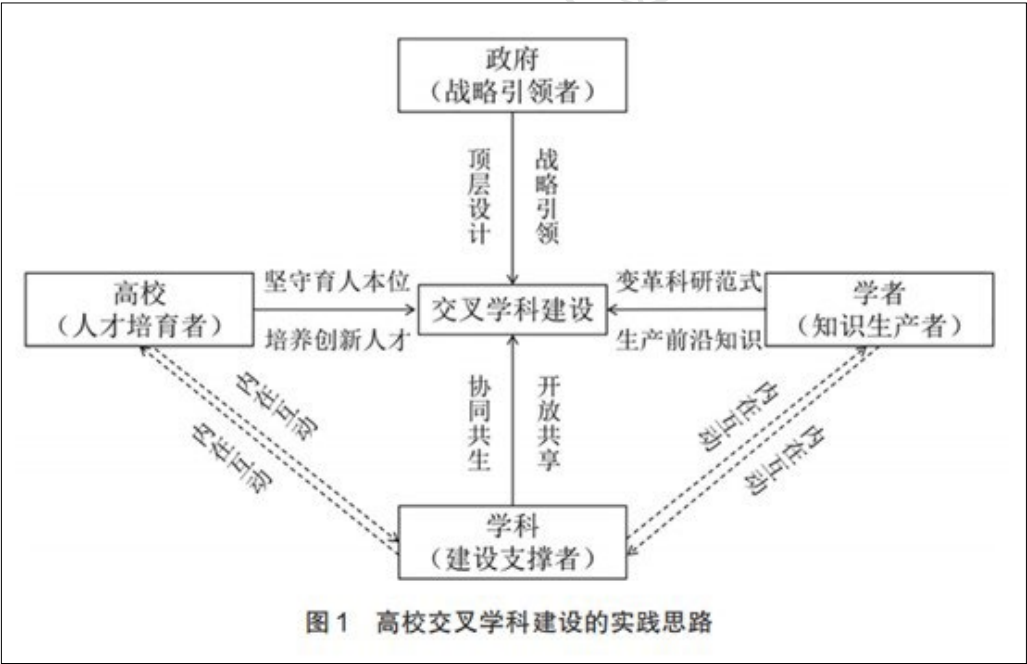 政府
（战略引领者）
顶层设计
战略引领
高校
（人才培育者）
坚守育人本位
培养创新人才
交叉学科建设
变革科研范式
生产前沿知识
学者
（知识生产者）
协同共生
开放共享
内在互动
内在互动
内在互动
内在互动
学科
（建设支撑者）
图1 高校交叉学科建设的实践思路